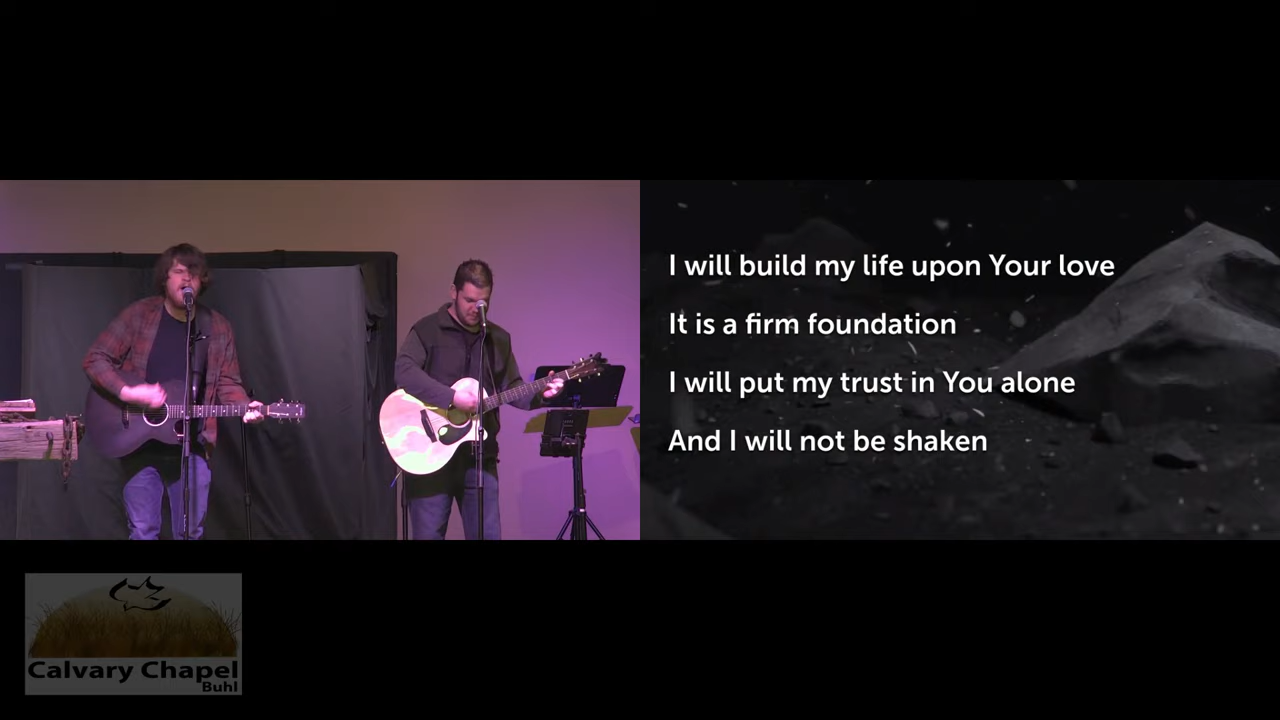 I will build my life upon Your love
It is a firm foundation
I will put my trust in You alone
And I will not be shaken
Calvary Chapel
Buhl